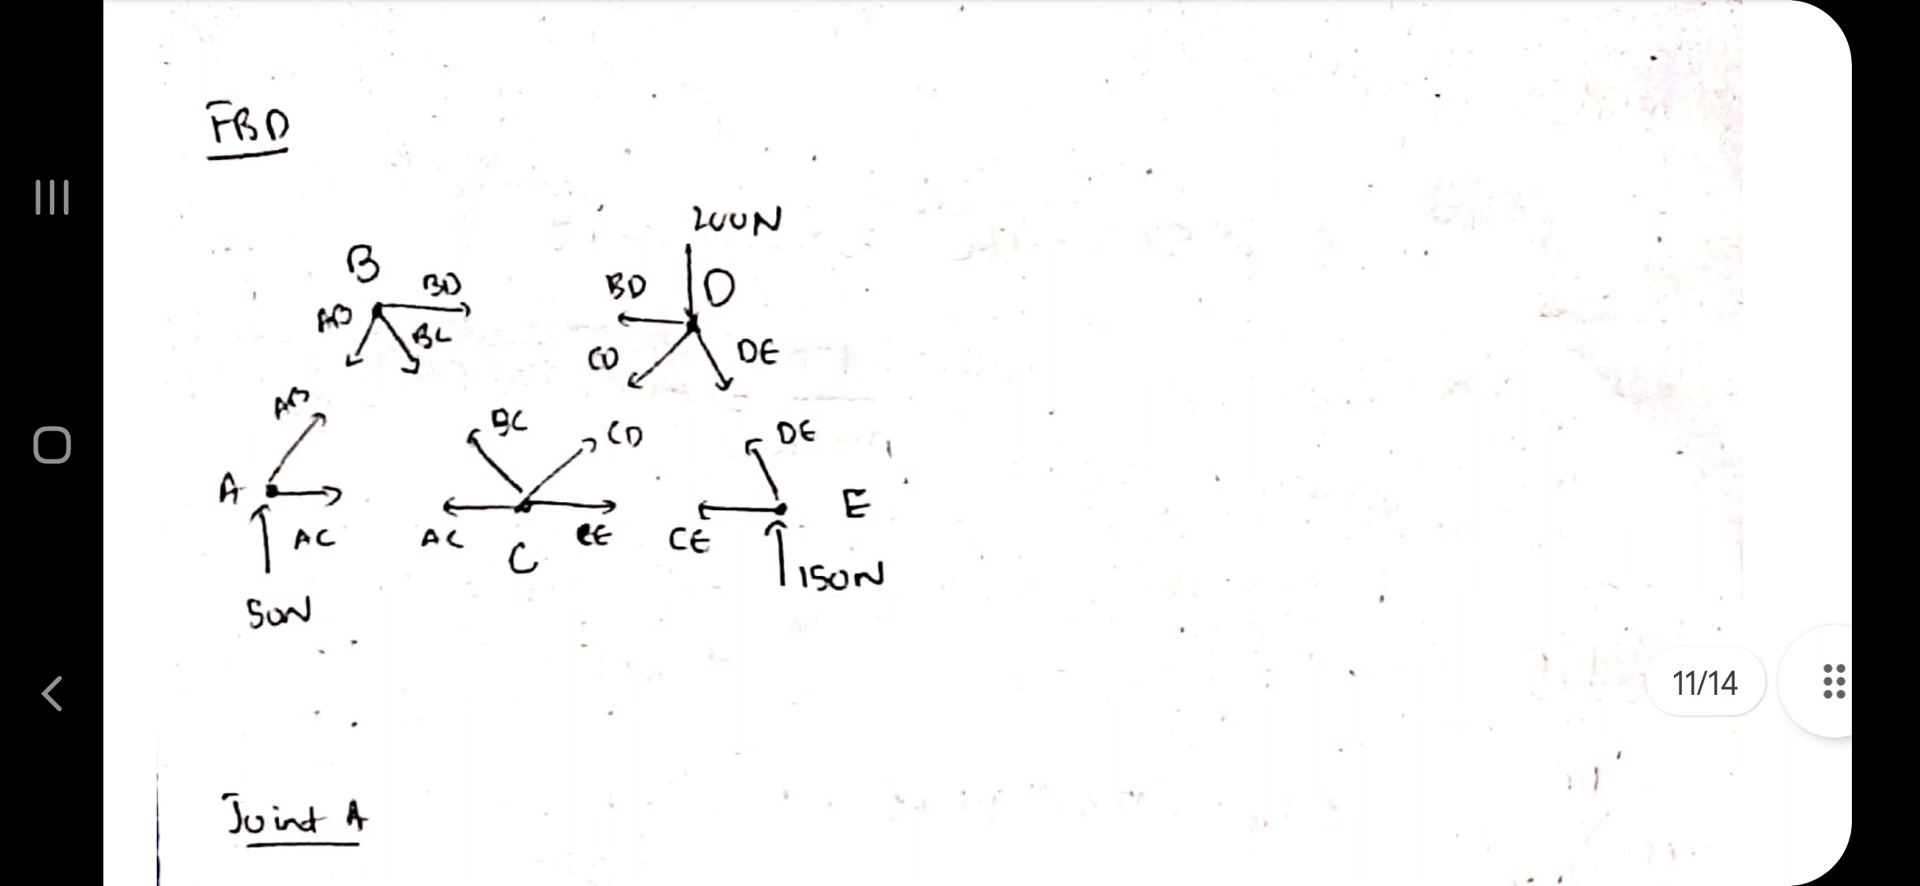 FBD
200N
B
BD
BD
D
AB
BC
CD
DE
AB
BC
CD
DE
A
E
AC
AC
CE
CE
C
150N
50N
11/14
Joint A